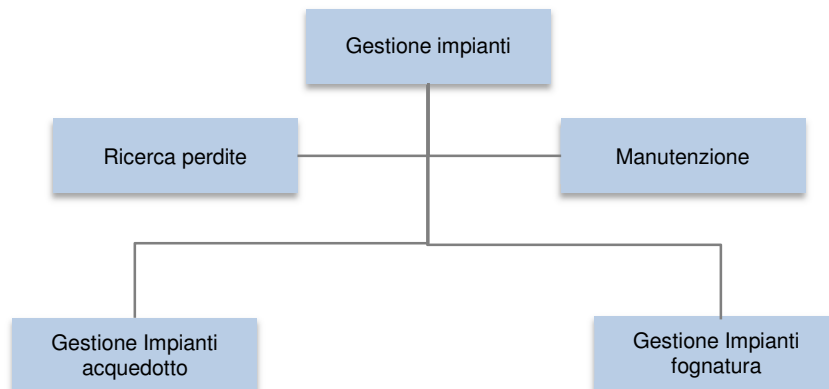 Gestione impianti
Ricerca perdite
Manutenzione
Gestione Impianti
acquedotto
Gestione Impianti
fognatura